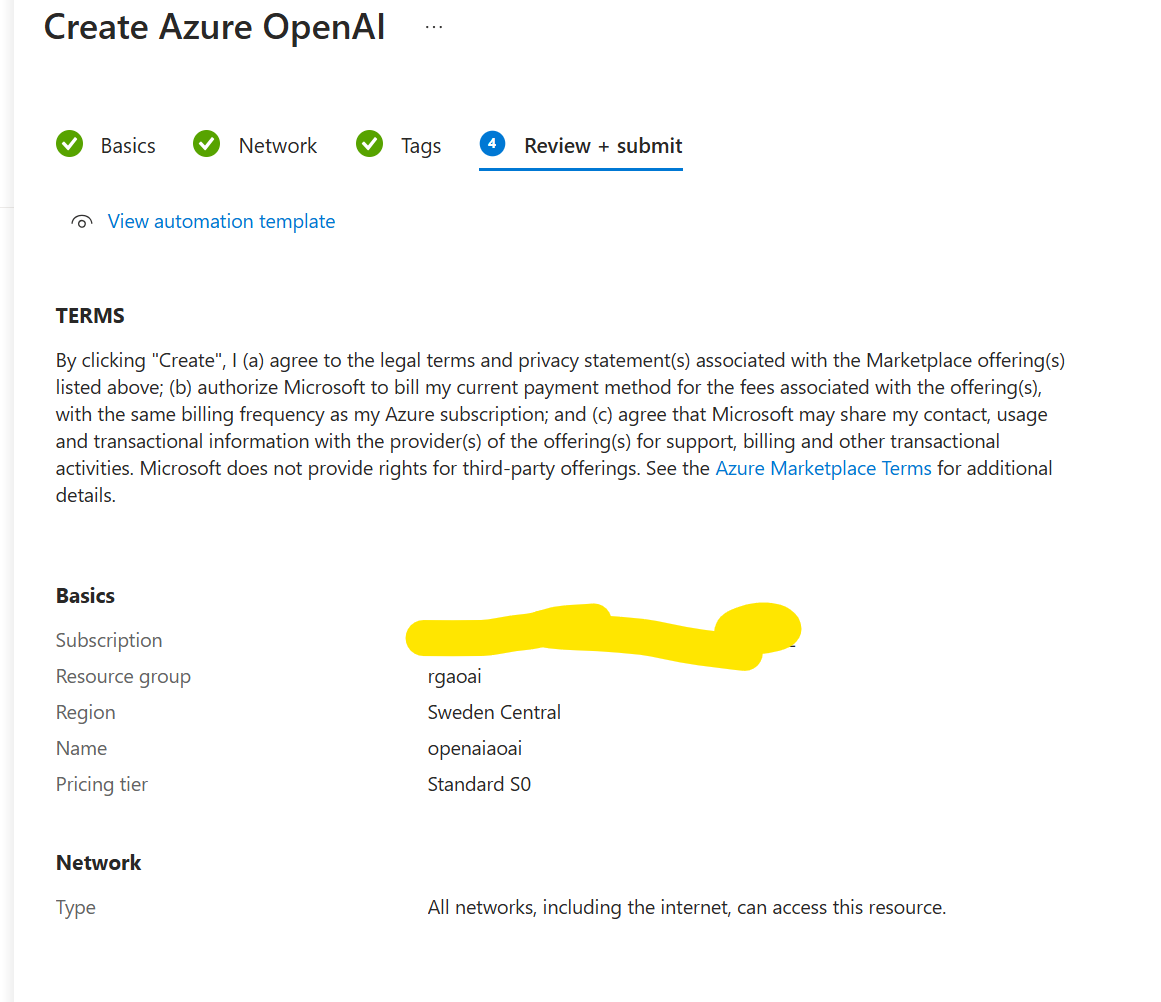 Create Azure OpenAI ...
Basics Network Tags 4 Review + submit
View automation template
TERMS
By clicking "Create", I (a) agree to the legal terms and privacy statement(s) associated with the Marketplace offering(s)
listed above; (b) authorize Microsoft to bill my current payment method for the fees associated with the offering(s),
with the same billing frequency as my Azure subscription; and (c) agree that Microsoft may share my contact, usage
and transactional information with the provider(s) of the offering(s) for support, billing and other transactional
activities. Microsoft does not provide rights for third-party offerings. See the Azure Marketplace Terms for additional
details.
Basics
Subscription
Resource group rgaoai
Region Sweden Central
Name openaiaoai
Pricing tier Standard S0
Network
Type All networks, including the internet, can access this resource.